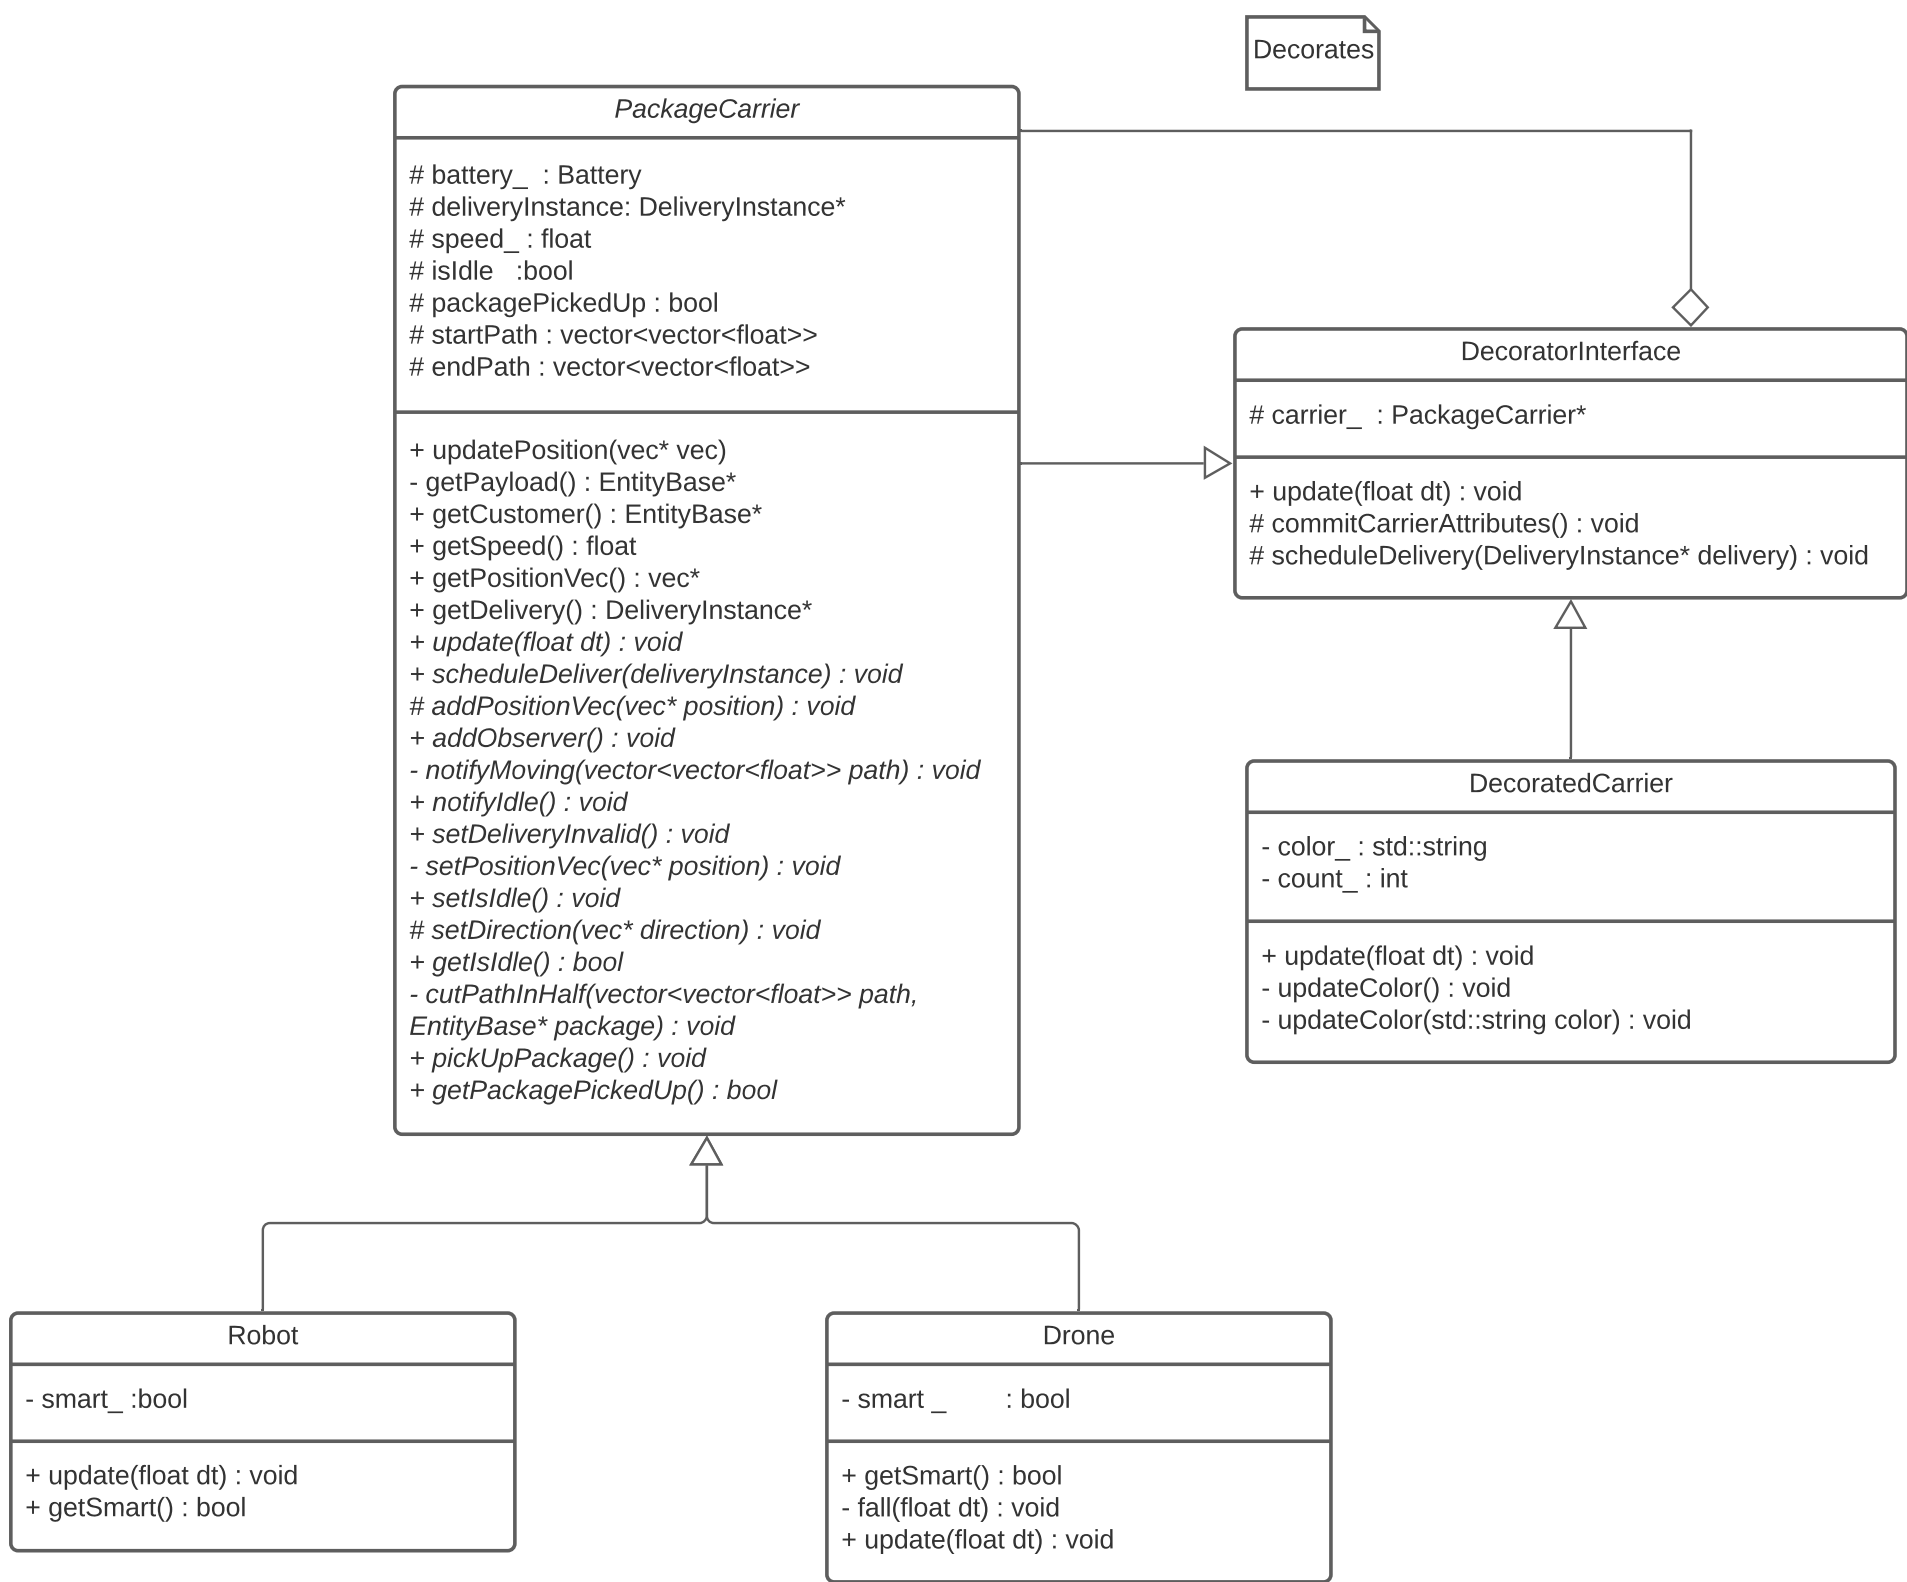 Decorates
PackageCarrier
# battery_  : Battery
# deliveryInstance: DeliveryInstance*
# speed_ : float
# isIdle   :bool
# packagePickedUp : bool
# startPath : vector<vector<float>>
# endPath : vector<vector<float>>
+ updatePosition(vec* vec)
- getPayload() : EntityBase*
+ getCustomer() : EntityBase*
+ getSpeed() : float
+ getPositionVec() : vec*
+ getDelivery() : DeliveryInstance*
+ update(float dt) : void
+ scheduleDeliver(deliveryInstance) : void
# addPositionVec(vec* position) : void
+ addObserver() : void
- notifyMoving(vector<vector<float>> path) : void
+ notifyIdle() : void
+ setDeliveryInvalid() : void
- setPositionVec(vec* position) : void
+ setIsIdle() : void
# setDirection(vec* direction) : void
+ getIsIdle() : bool
- cutPathInHalf(vector<vector<float>> path,
EntityBase* package) : void
+ pickUpPackage() : void
+ getPackagePickedUp() : bool
DecoratorInterface
# carrier_  : PackageCarrier*
+ update(float dt) : void
# commitCarrierAttributes() : void
# scheduleDelivery(DeliveryInstance* delivery) : void
DecoratedCarrier
- color_ : std::string
- count_ : int
+ update(float dt) : void
- updateColor() : void
- updateColor(std::string color) : void
Robot
- smart_ :bool
+ update(float dt) : void
+ getSmart() : bool
Drone
- smart _        : bool
+ getSmart() : bool
- fall(float dt) : void
+ update(float dt) : void